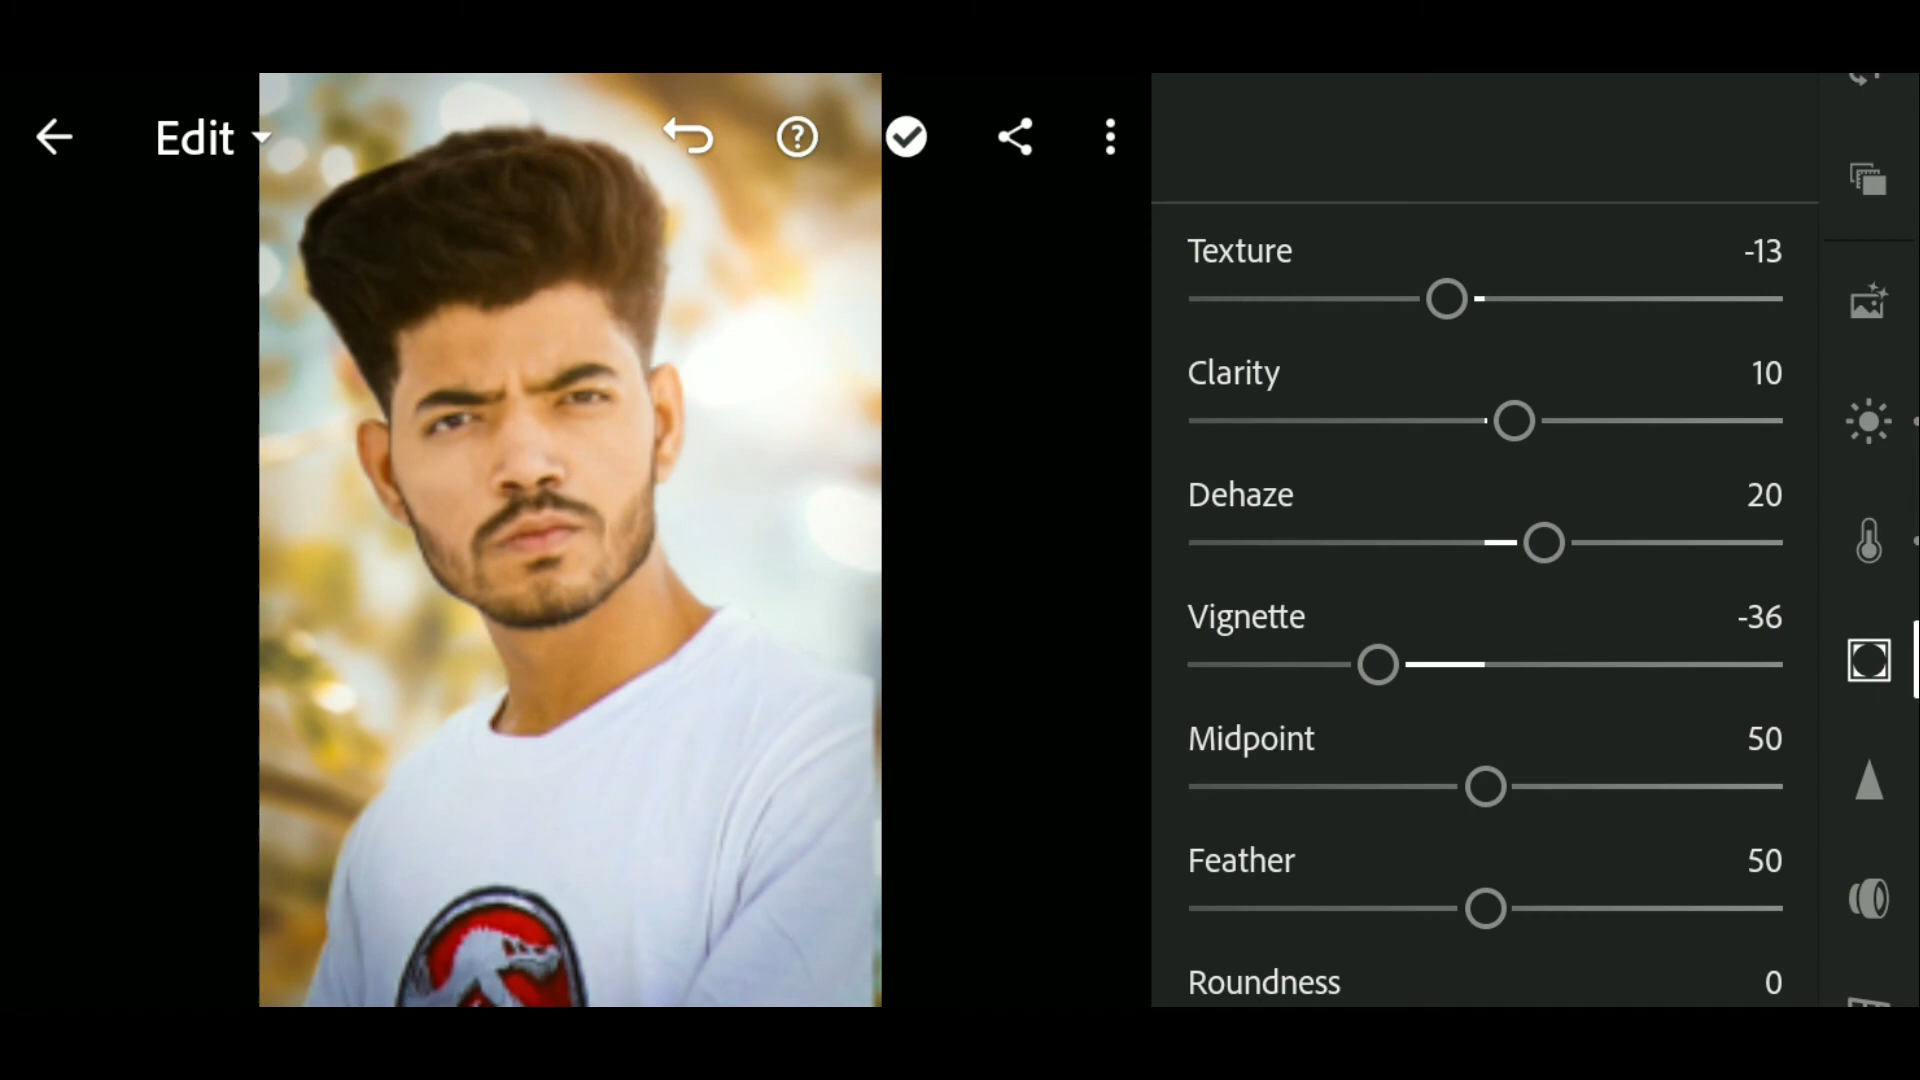 Edit
Texture -13
Clarity 10
Dehaze 20
Vignette -36
Midpoint 50
Feather 50
Roundness 0